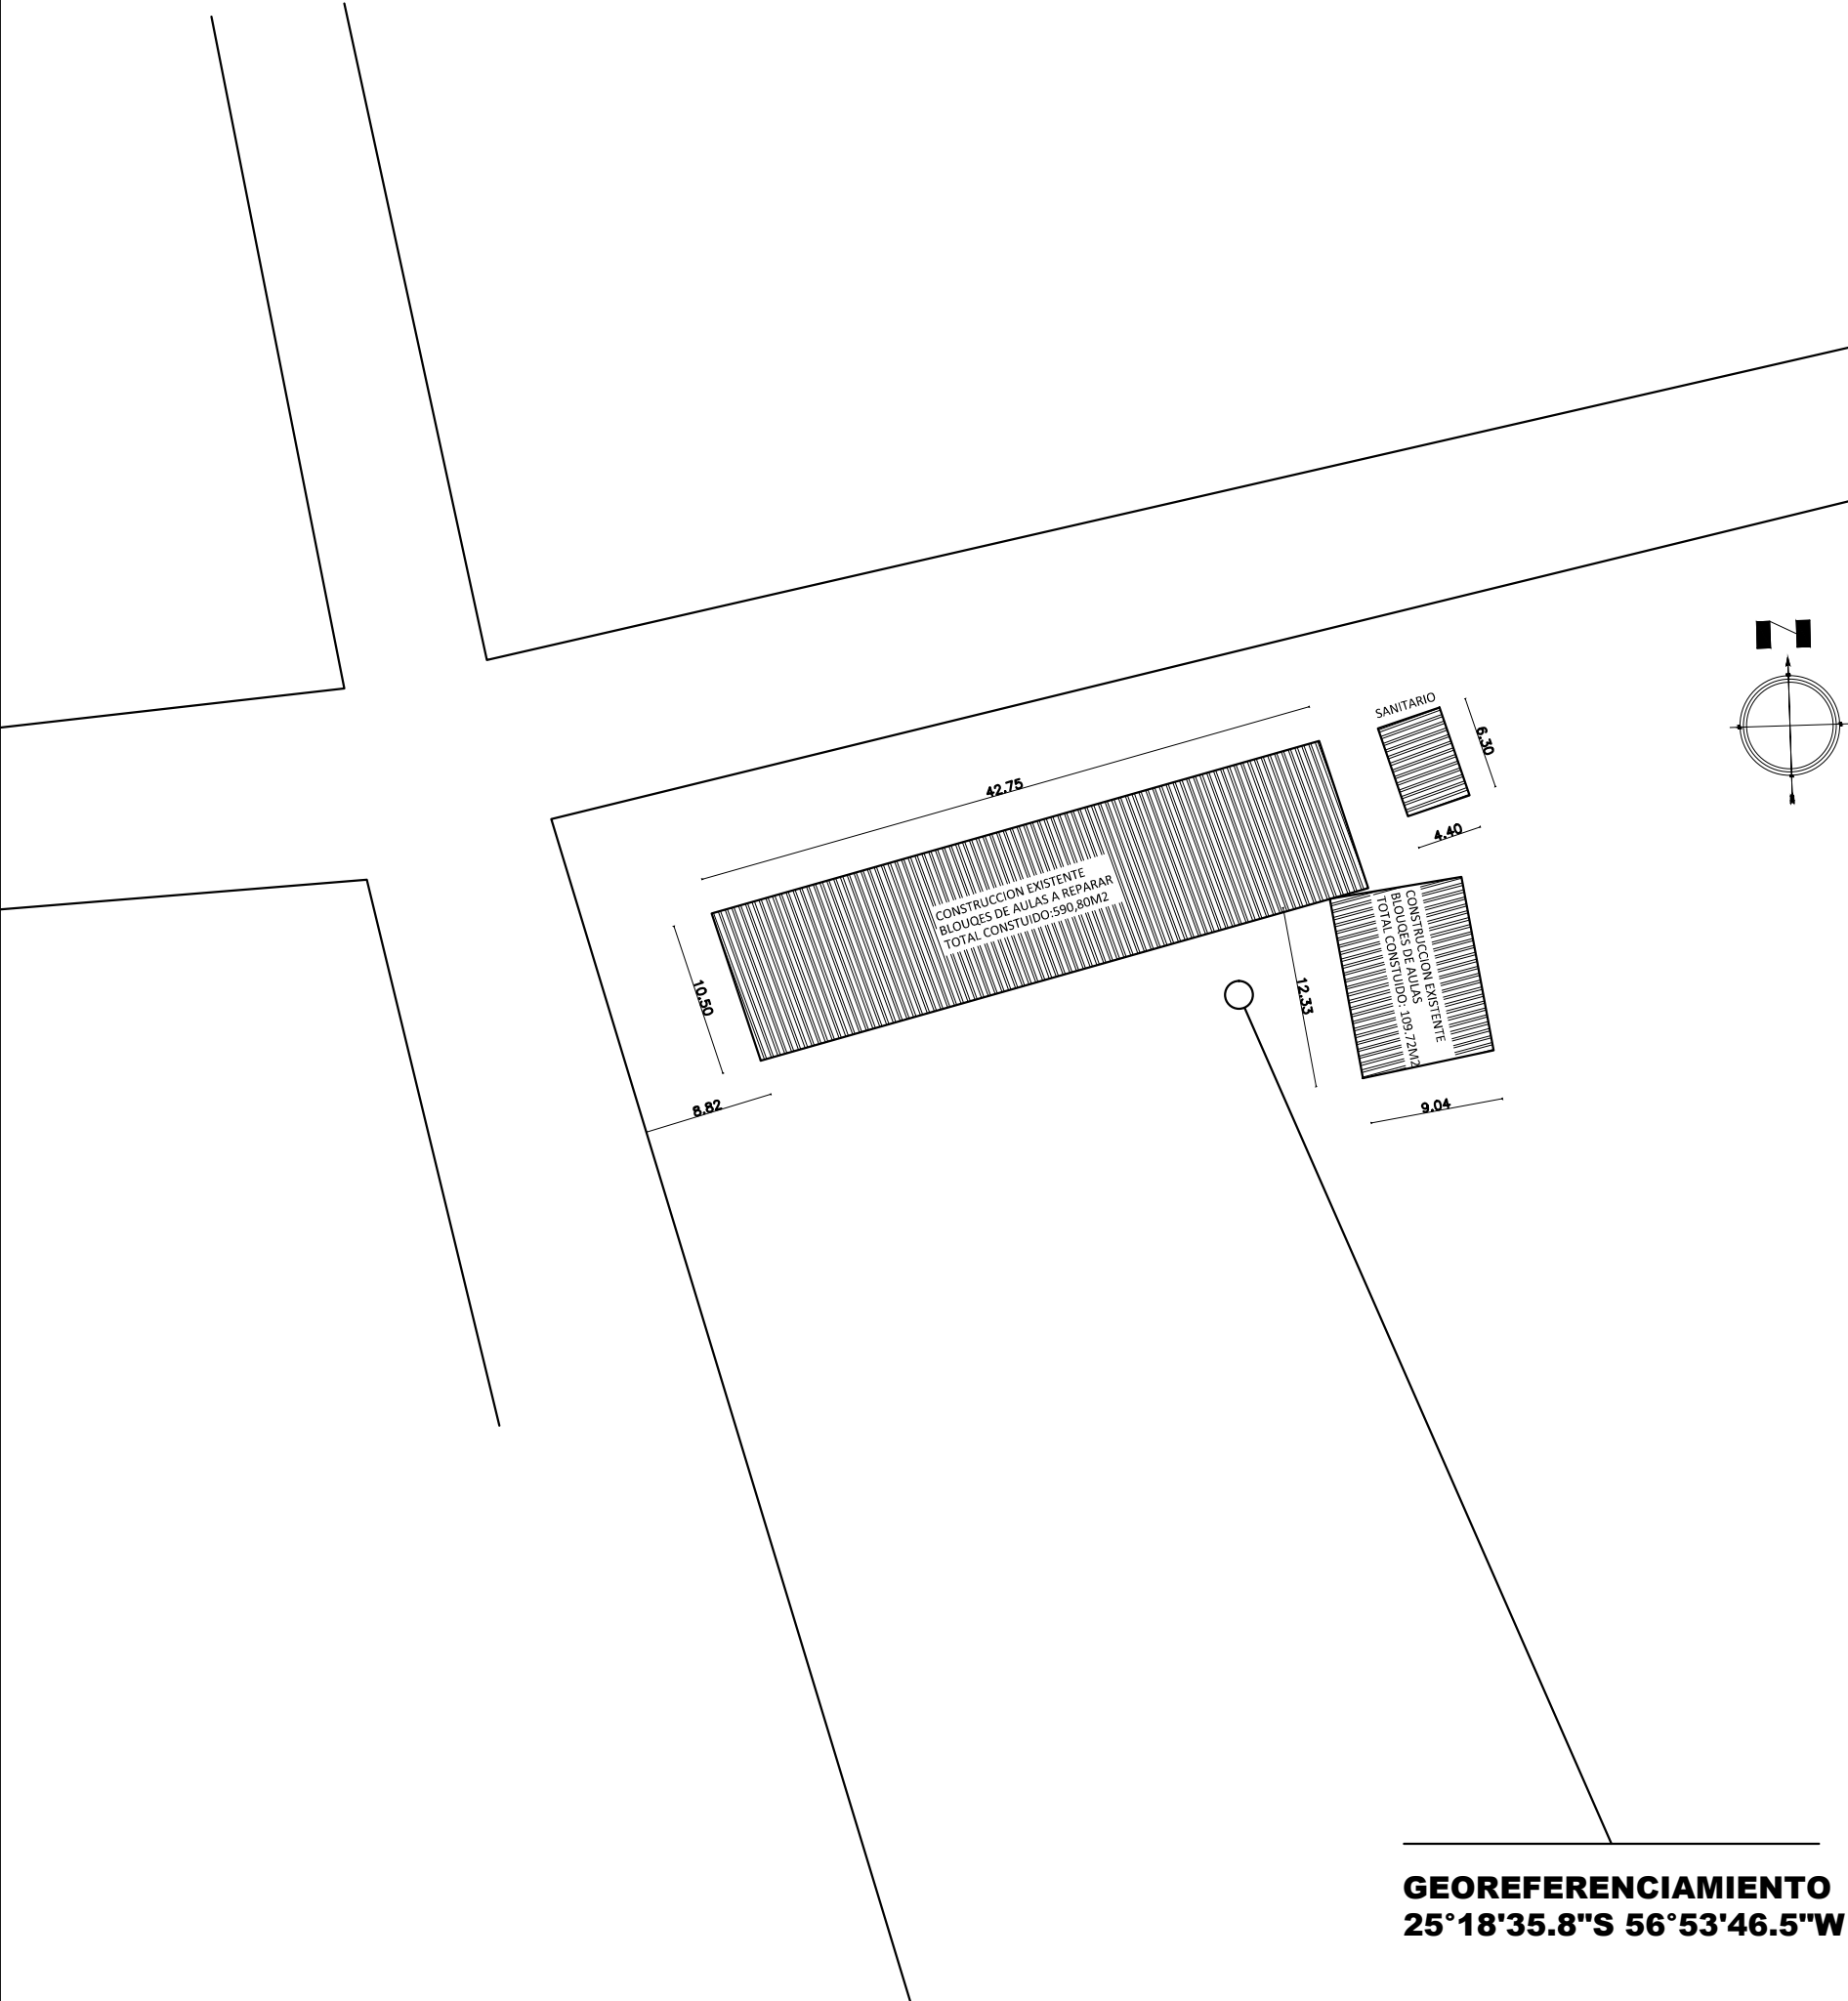 N
SANITARIO
6.30
42.75
4.40
CONSTRUCCION EXISTENTE
BLOUQES DE AULAS A REPARAR
TOTAL CONSTUIDO:590,80M2
CONSTRUCCION EXISTENTE
BLOUQES DE AULAS
TOTAL CONSTUIDO: 109.72M2
10.50
12.33
8.82
9.04
GEOREFERENCIAMIENTO
25°18'35.8"S 56°53'46.5"W